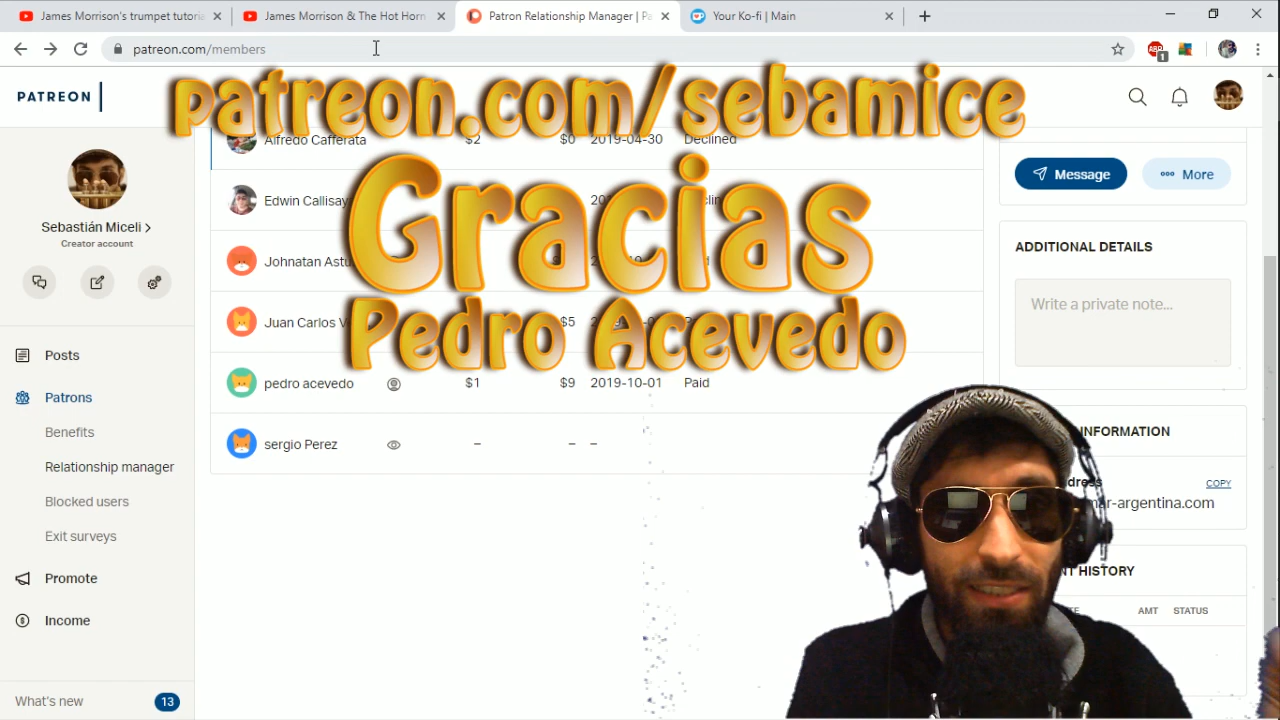 James Morrison's trumpet tutoria
James Morrison & The Hot Horn
Patron Relationship Manager | Pa
Your Ko-fi | Main
patreon.com/members
ABP
1
PATREON
patreon.com/sebamice
Alfredo Cafferata $2 $0 2019-04-30 Declined
Message
More
Gracias
Edwin Callisay
Sebastián Miceli
Creator account
ADDITIONAL DETAILS
Johnatan Astu
Write a private note...
Juan Carlos V $5
Pedro Acevedo
Posts
pedro acevedo $1 $9 2019-10-01 Paid
Patrons
Benefits
INFORMATION
sergio Perez – – –
Relationship manager
dress
COPY
mar-argentina.com
Blocked users
Exit surveys
Promote
HISTORY
AMT STATUS
Income
What's new 13